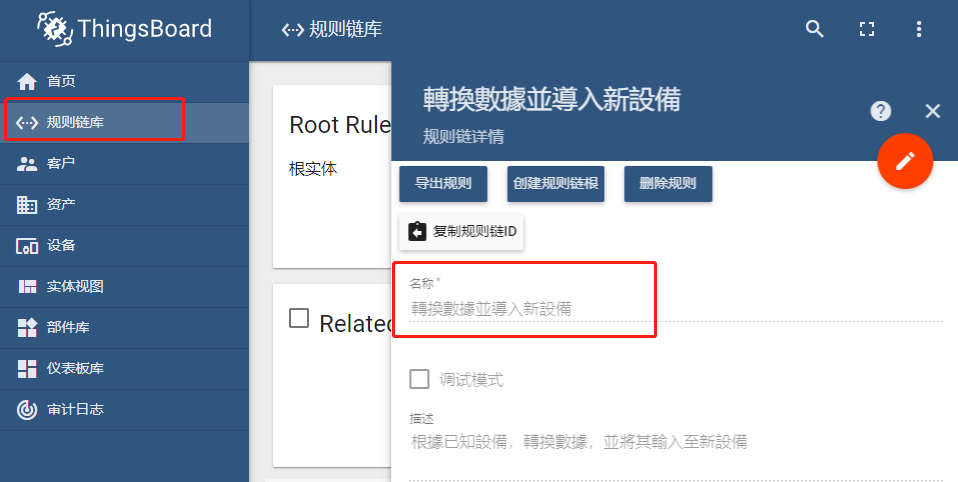 ThingsBoard
首页
规则链库
客户
资产
设备
实体视图
部件库
仪表板库
审计日志
规则链库
Root Rule
根实体
Related
轉換數據並導入新設備
规则链详情
导出规则
创建规则链根
删除规则
复制规则链ID
名称*
轉換數據並導入新設備
调试模式
描述
根據已知設備，轉換數據，並將其輸入至新設備